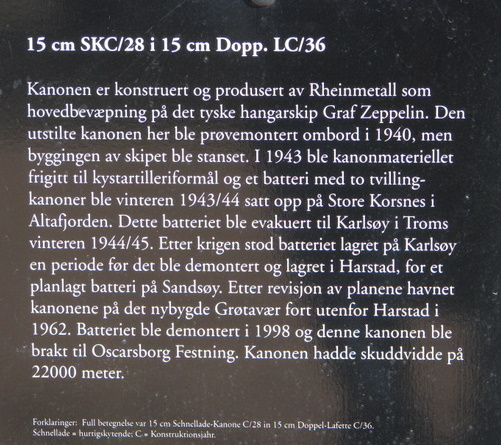 15 cm SKC/28 i 15 cm Dopp. LC/36
Kanonen er konstruert og produsert av Rheinmetall som
hovedbevæpning på det tyske hangarskip Graf Zeppelin. Den
utstilte kanonen her ble prøvemontert ombord i 1940, men
byggingen av skipet ble stanset. I 1943 ble kanonmateriellet
frigitt til kystartilleriformål og et batteri med to tvilling-
kanoner ble vinteren 1943/44 satt opp på Store Korsnes i
Altafjorden. Dette batteriet ble evakuert til Karlsøy i Troms
vinteren 1944/45. Etter krigen stod batteriet lagret på Karlsøy
en periode før det ble demontert og lagret i Harstad, for et
planlagt batteri på Sandsøy. Etter revisjon av planene havnet
kanonene på det nybygde Grøtavær fort utenfor Harstad i
1962. Batteriet ble demontert i 1998 og denne kanonen ble
brakt til Oscarsborg Festning. Kanonen hadde skuddvidde på
22000 meter.
Forklaringer: Full betegnelse var 15 cm Schnellade-Kanone C/28 in 15 cm Doppel-Lafette C/36.
Schnellade = hurtigskytende; C = Konstruktionsjahr.